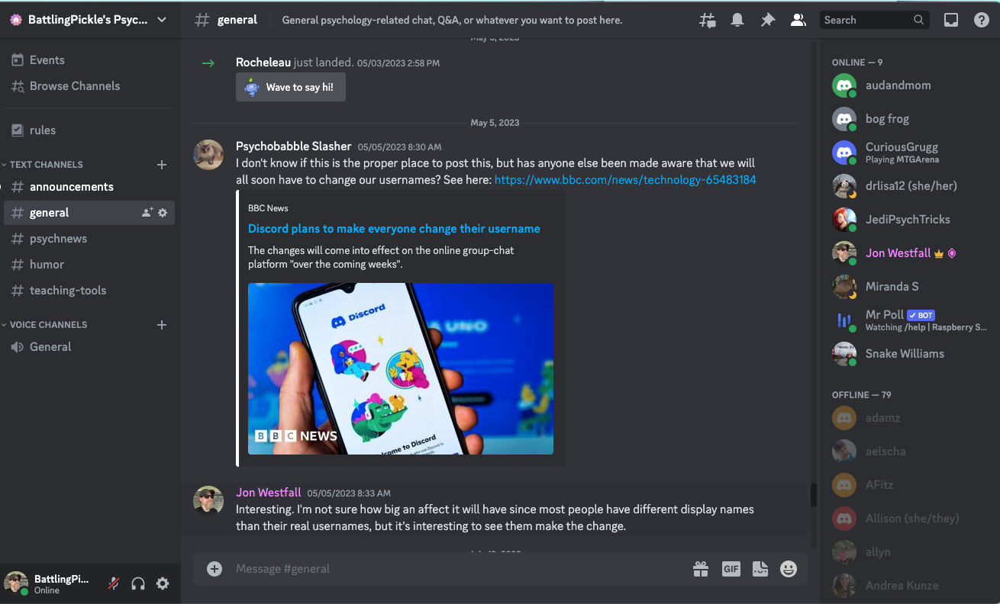 BattlingPickle's Psyc...
general
General psychology-related chat, Q&A, or whatever you want to post here.
Search
Events
Browse Channels
rules
TEXT CHANNELS
announcements
general
psychnews
humor
teaching-tools
VOICE CHANNELS
General
BattlingPi...
Online
May 3, 2023
Rocheleau just landed. 05/03/2023 2:58 PM
Wave to say hi!
May 5, 2023
Psychobabble Slasher 05/05/2023 8:30 AM
I don't know if this is the proper place to post this, but has anyone else been made aware that we will
all soon have to change our usernames? See here: https://www.bbc.com/news/technology-65483184
BBC News
Discord plans to make everyone change their username
The changes will come into effect on the online group-chat
platform "over the coming weeks".
Discord
UNO
Welcome to Discord
BBC NEWS
Jon Westfall 05/05/2023 8:33 AM
Interesting. I'm not sure how big an affect it will have since most people have different display names
than their real usernames, but it's interesting to see them make the change.
Message #general
GIF
ONLINE — 9
audandmom
bog frog
CuriousGrugg
Playing MTGArena
drlisa12 (she/her)
JediPsychTricks
Jon Westfall
Miranda S
Mr Poll ✓ BOT
Watching /help | Raspberry S...
Snake Williams
OFFLINE — 79
adamz
aelscha
AFitz
Allison (she/they)
allyn
Andrea Kunze